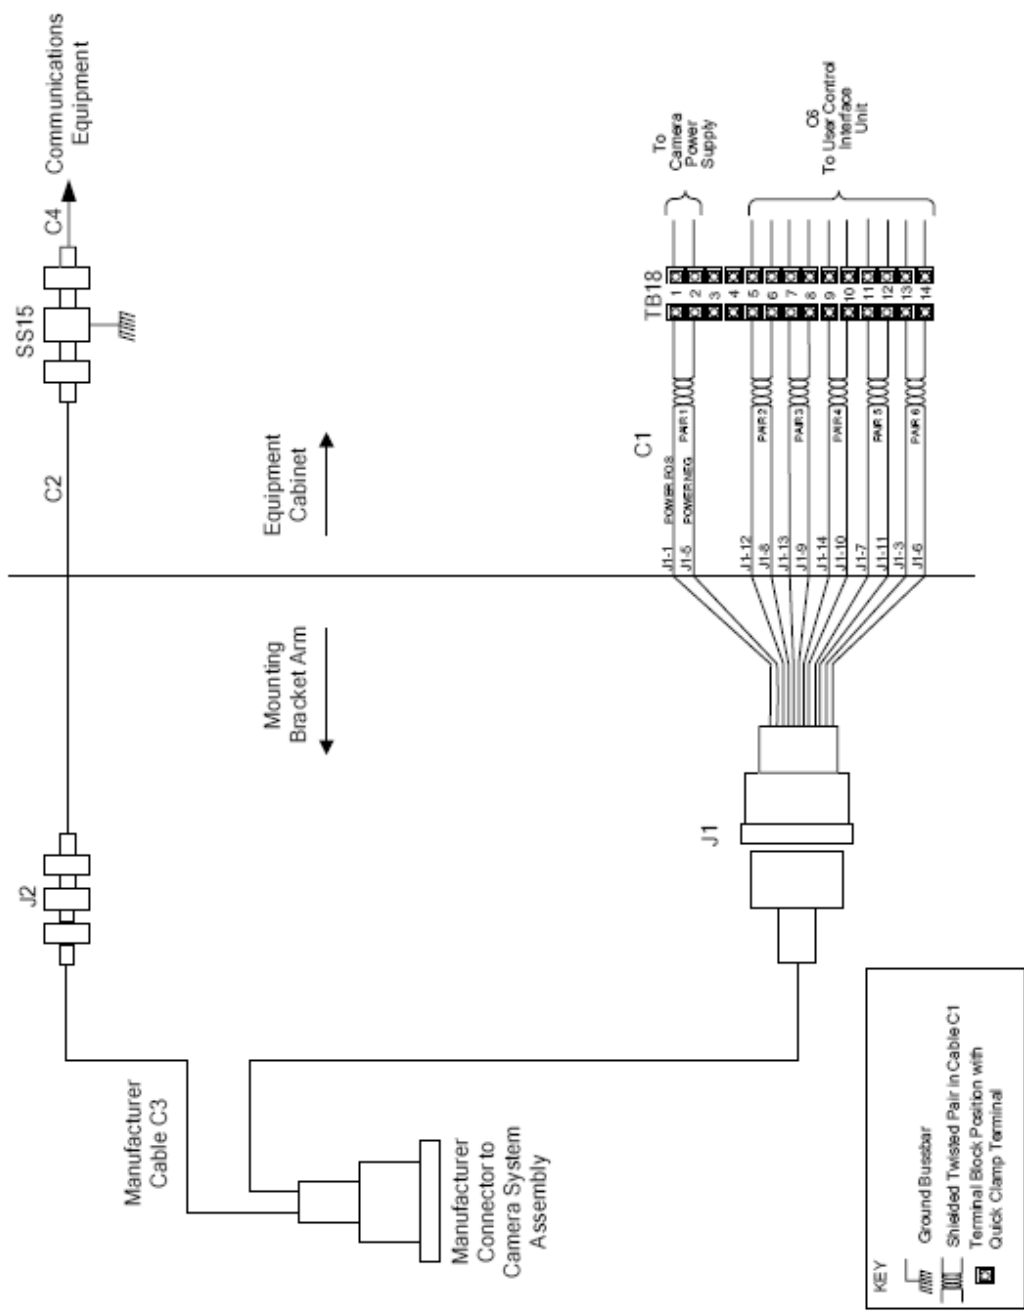 Communications
Equipment
C4
SS15
C2
J2
Equipment
Cabinet
Mounting
Bracket Arm
Manufacturer
Cable C3
Manufacturer
Connector to
Camera System
Assembly
J1
To
Camera
Power
Supply
C6
To User Control
Interface
Unit
TB18
1
2
3
4
5
6
7
8
9
10
11
12
13
14
C1
J1-1 POWER POS
J1-5 POWER NEG PAIR 1
J1-12
J1-8 PAIR 2
J1-13
J1-9 PAIR 3
J1-14
J1-10 PAIR 4
J1-7
J1-11 PAIR 5
J1-3
J1-6 PAIR 6
KEY
Ground Bussbar
Shielded Twisted Pair in Cable C1
Terminal Block Position with
Quick Clamp Terminal